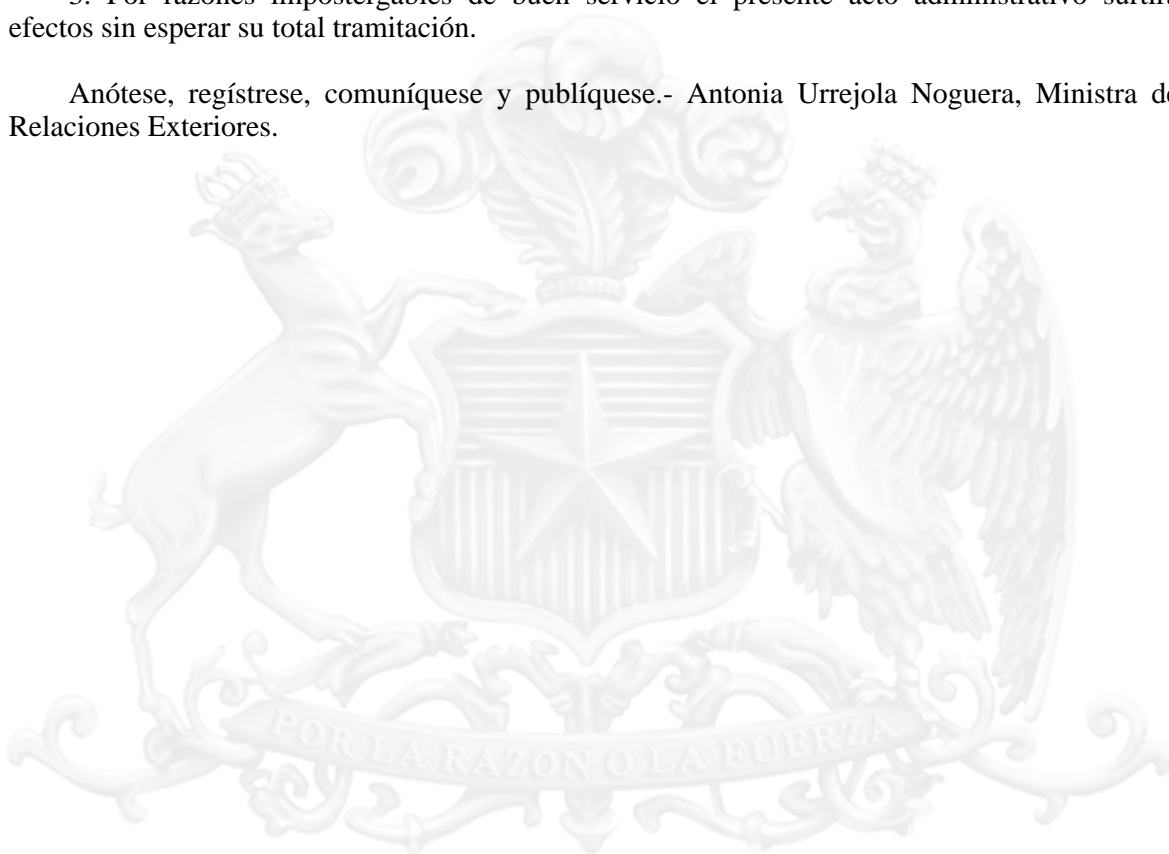 3. Por razones impostergables de buen servicio el presente acto administrativo surtirá
efectos sin esperar su total tramitación.
Anótese, regístrese, comuníquese y publíquese.- Antonia Urrejola Noguera, Ministra de
Relaciones Exteriores.
POR LA RAZON O LA FUERZA